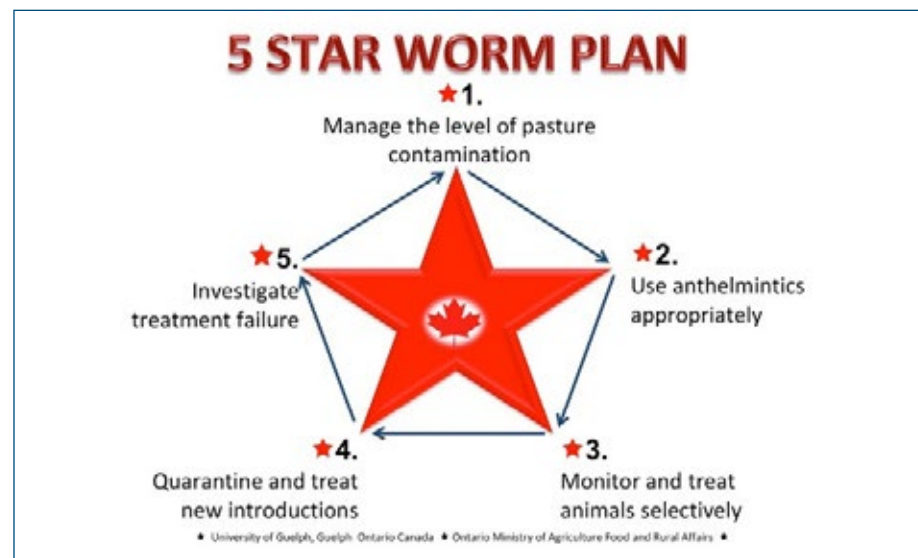 5 STAR WORM PLAN
★1.
Manage the level of pasture
contamination
★2.
Use anthelmintics
appropriately
★3.
Monitor and treat
animals selectively
★4.
Quarantine and treat
new introductions
★5.
Investigate
treatment failure
★ University of Guelph, Guelph Ontario Canada ★ Ontario Ministry of Agriculture Food and Rural Affairs ★